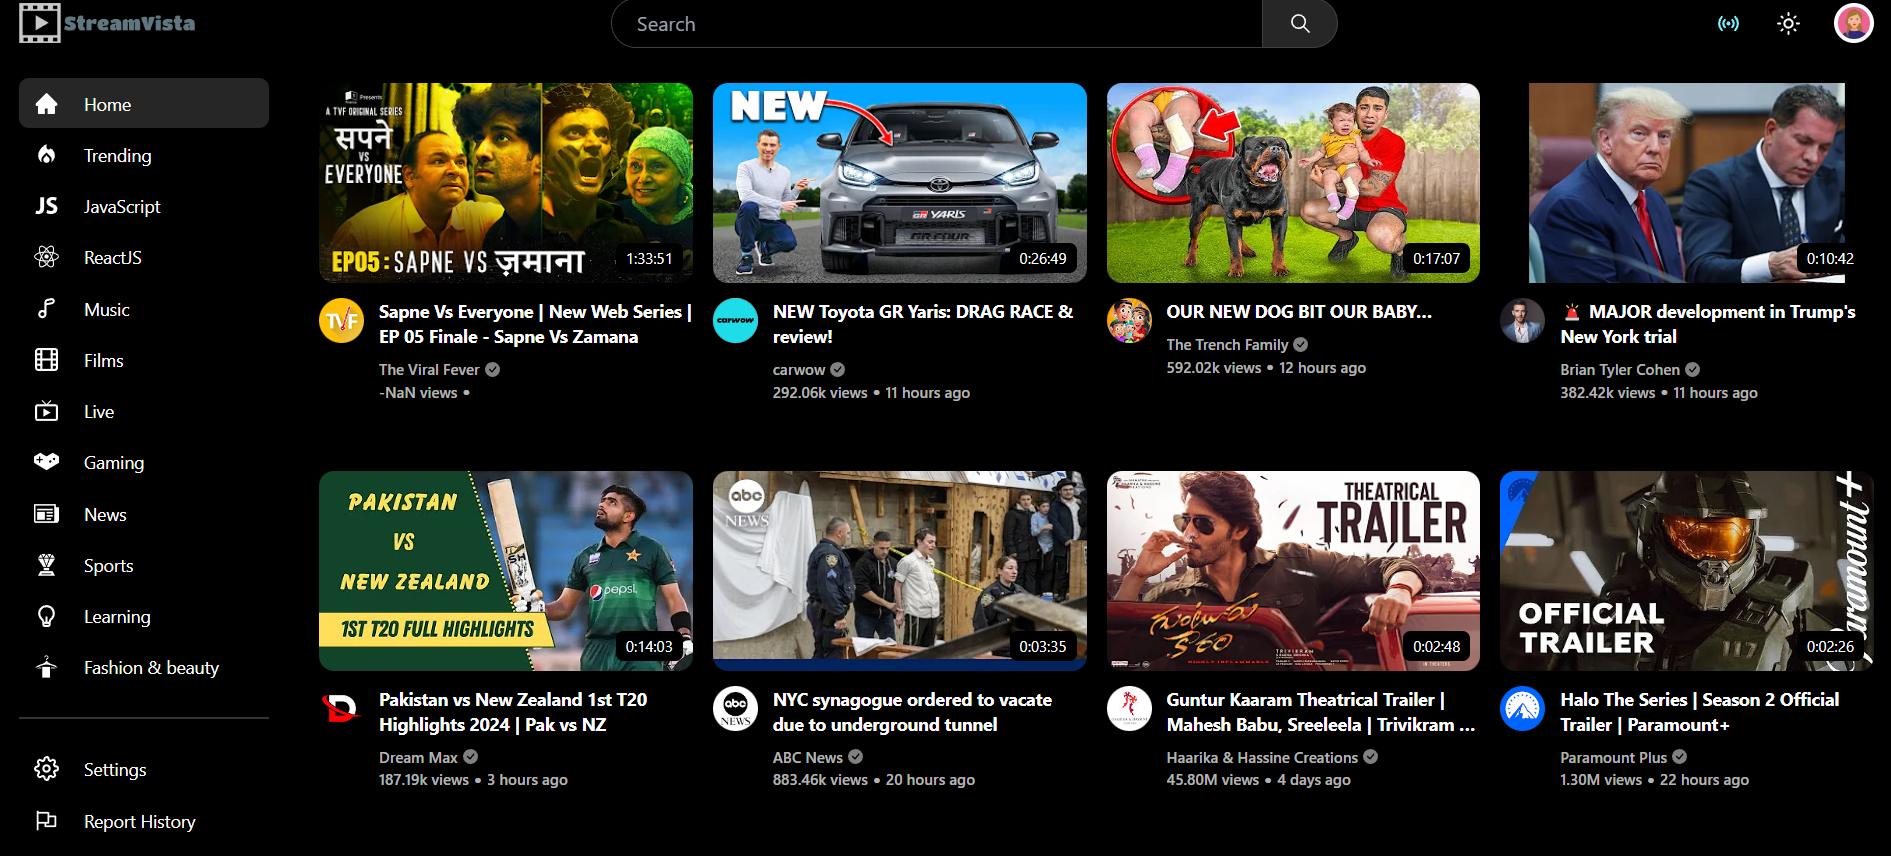 StreamVista
Search
Home
Trending
JS JavaScript
ReactJS
Music
Films
Live
Gaming
News
Sports
Learning
Fashion & beauty
Settings
Report History
Presents
A TVF ORIGINAL SERIES
सपने
VS
EVERYONE
EP05 : SAPNE VS ज़माना
1:33:51
TVF
Sapne Vs Everyone | New Web Series |
EP 05 Finale - Sapne Vs Zamana
The Viral Fever
-NaN views •
NEW
GR YARIS
GR-FOUR
0:26:49
carwow
NEW Toyota GR Yaris: DRAG RACE &
review!
carwow
292.06k views • 11 hours ago
0:17:07
OUR NEW DOG BIT OUR BABY...
The Trench Family
592.02k views • 12 hours ago
0:10:42
🚨 MAJOR development in Trump's
New York trial
Brian Tyler Cohen
382.42k views • 11 hours ago
PAKISTAN
VS
NEW ZEALAND
1ST T20 FULL HIGHLIGHTS
pepsi
0:14:03
D
Pakistan vs New Zealand 1st T20
Highlights 2024 | Pak vs NZ
Dream Max
187.19k views • 3 hours ago
abc
NEWS
0:03:35
abc
NEWS
NYC synagogue ordered to vacate
due to underground tunnel
ABC News
883.46k views • 20 hours ago
THEATRICAL
TRAILER
గుంటూరు
కారం
HIGHLY INFLAMMABLE
TRIVIKRAM
0:02:48
Guntur Kaaram Theatrical Trailer |
Mahesh Babu, Sreeleela | Trivikram ...
Haarika & Hassine Creations
45.80M views • 4 days ago
Paramount+
OFFICIAL
TRAILER
0:02:26
Halo The Series | Season 2 Official
Trailer | Paramount+
Paramount Plus
1.30M views • 22 hours ago